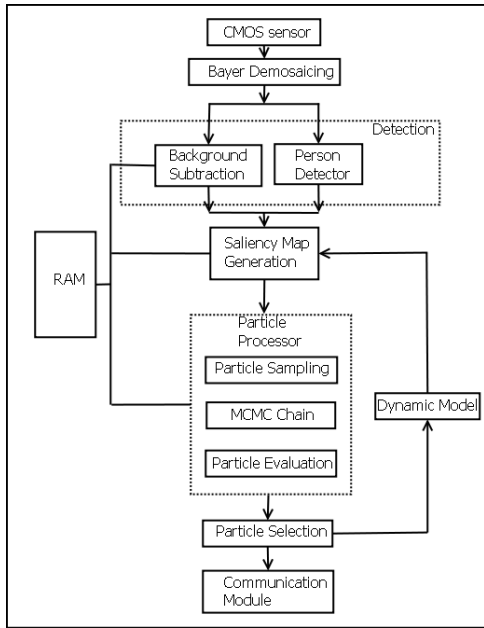 CMOS sensor
Bayer Demosaicing
Detection
Background
Subtraction
Person
Detector
Saliency Map
Generation
RAM
Particle
Processor
Particle Sampling
MCMC Chain
Dynamic Model
Particle Evaluation
Particle Selection
Communication
Module